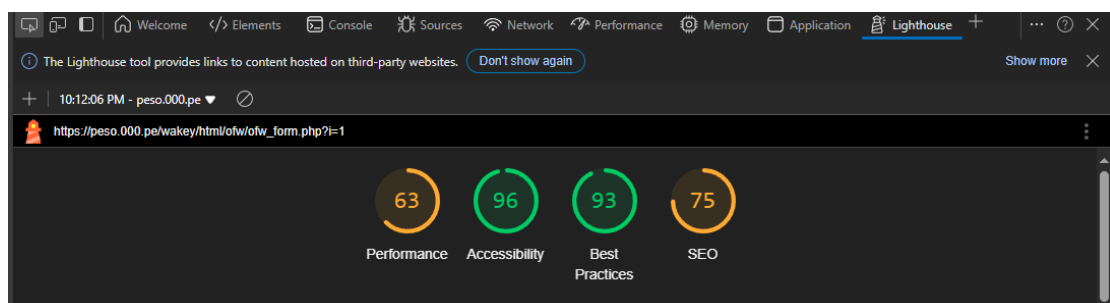 Welcome </> Elements Console Sources Network Performance Memory Application Lighthouse + ... ?
The Lighthouse tool provides links to content hosted on third-party websites. Don't show again Show more
+ 10:12:06 PM - peso.000.pe ▼
https://peso.000.pe/wakey/html/ofw/ofw_form.php?i=1
63 96 93 75
Performance Accessibility Best SEO
Practices